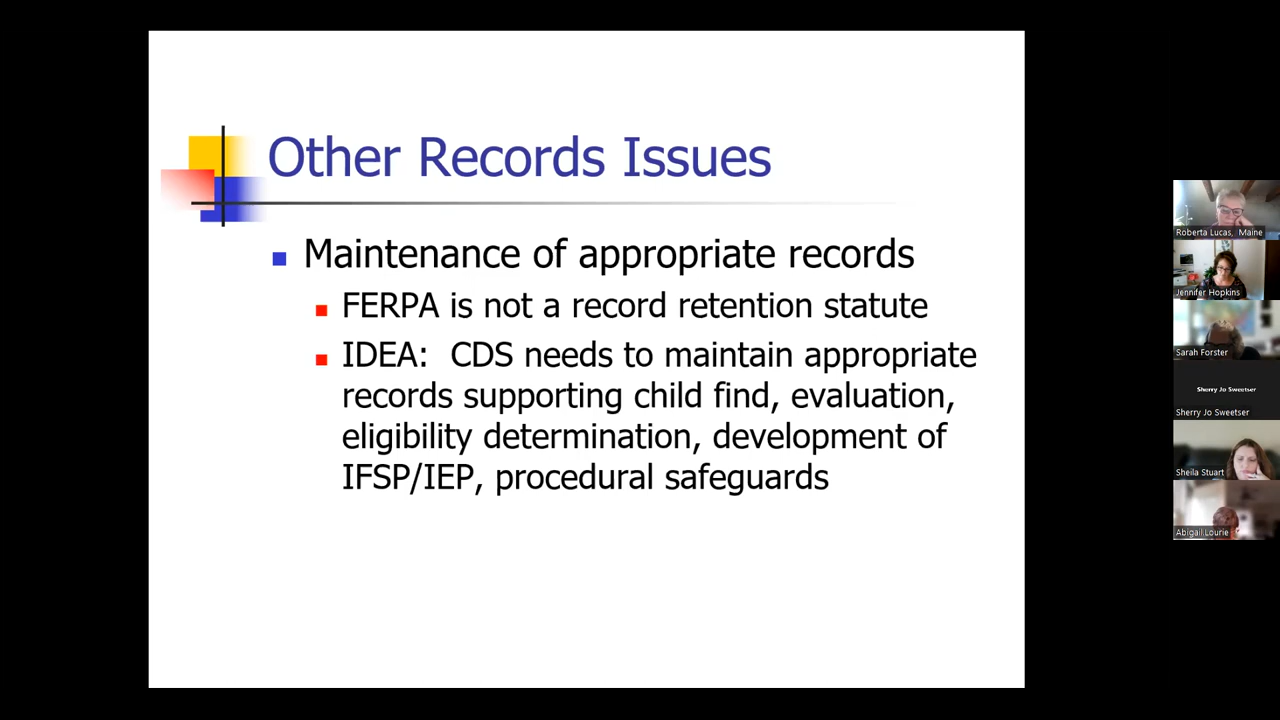 Other Records Issues
Maintenance of appropriate records
FERPA is not a record retention statute
IDEA: CDS needs to maintain appropriate
records supporting child find, evaluation,
eligibility determination, development of
IFSP/IEP, procedural safeguards
Roberta Lucas, Maine
Jennifer Hopkins
Sarah Forster
Sherry Jo Sweetser
Sherry Jo Sweetser
Sheila Stuart
Abigail Lourie